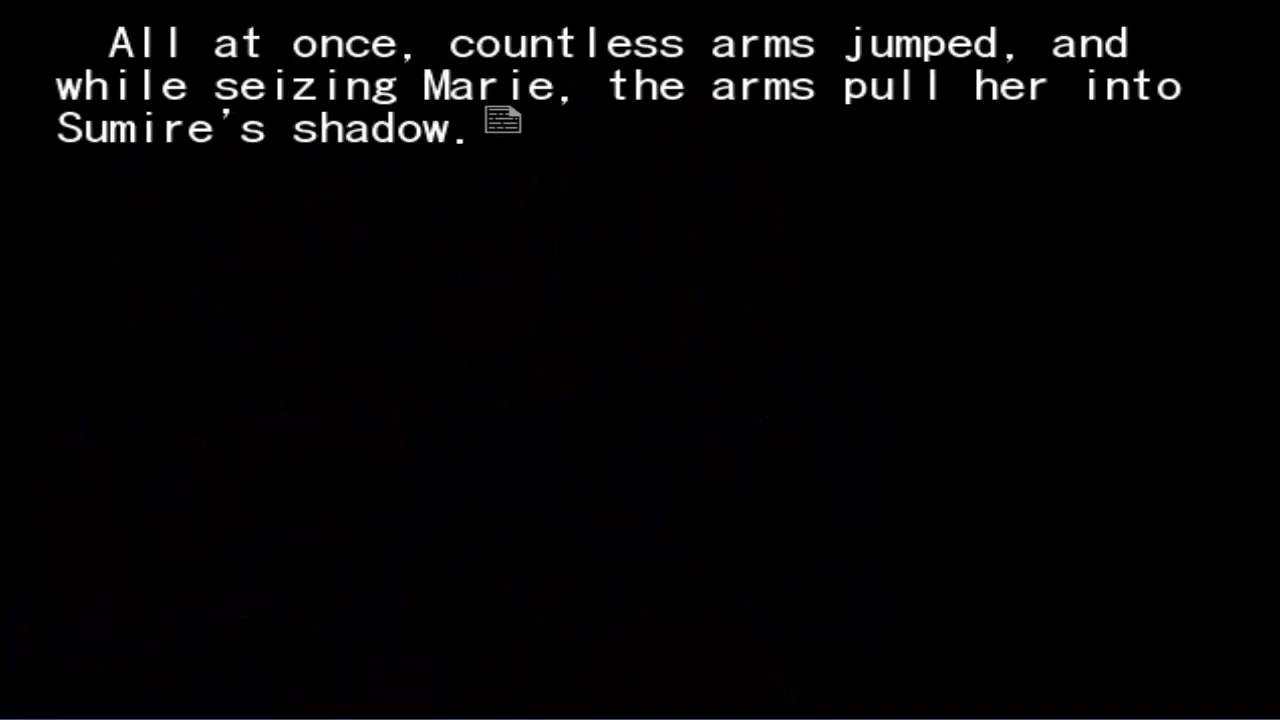 All at once, countless arms jumped, and
while seizing Marie, the arms pull her into
Sumire's shadow.